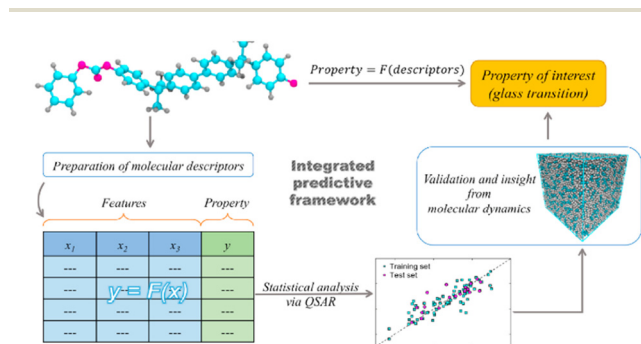 Property = F(descriptors)
Property of interest
(glass transition)
Preparation of molecular descriptors
Integrated
predictive
framework
Validation and insight
from
molecular dynamics
Features
Property
x₁ x₂ x₃ y
--- --- --- ---
--- --- --- ---
--- --- --- ---
--- --- --- ---
y = F(x)
Statistical analysis
via QSAR
Training set
Test set